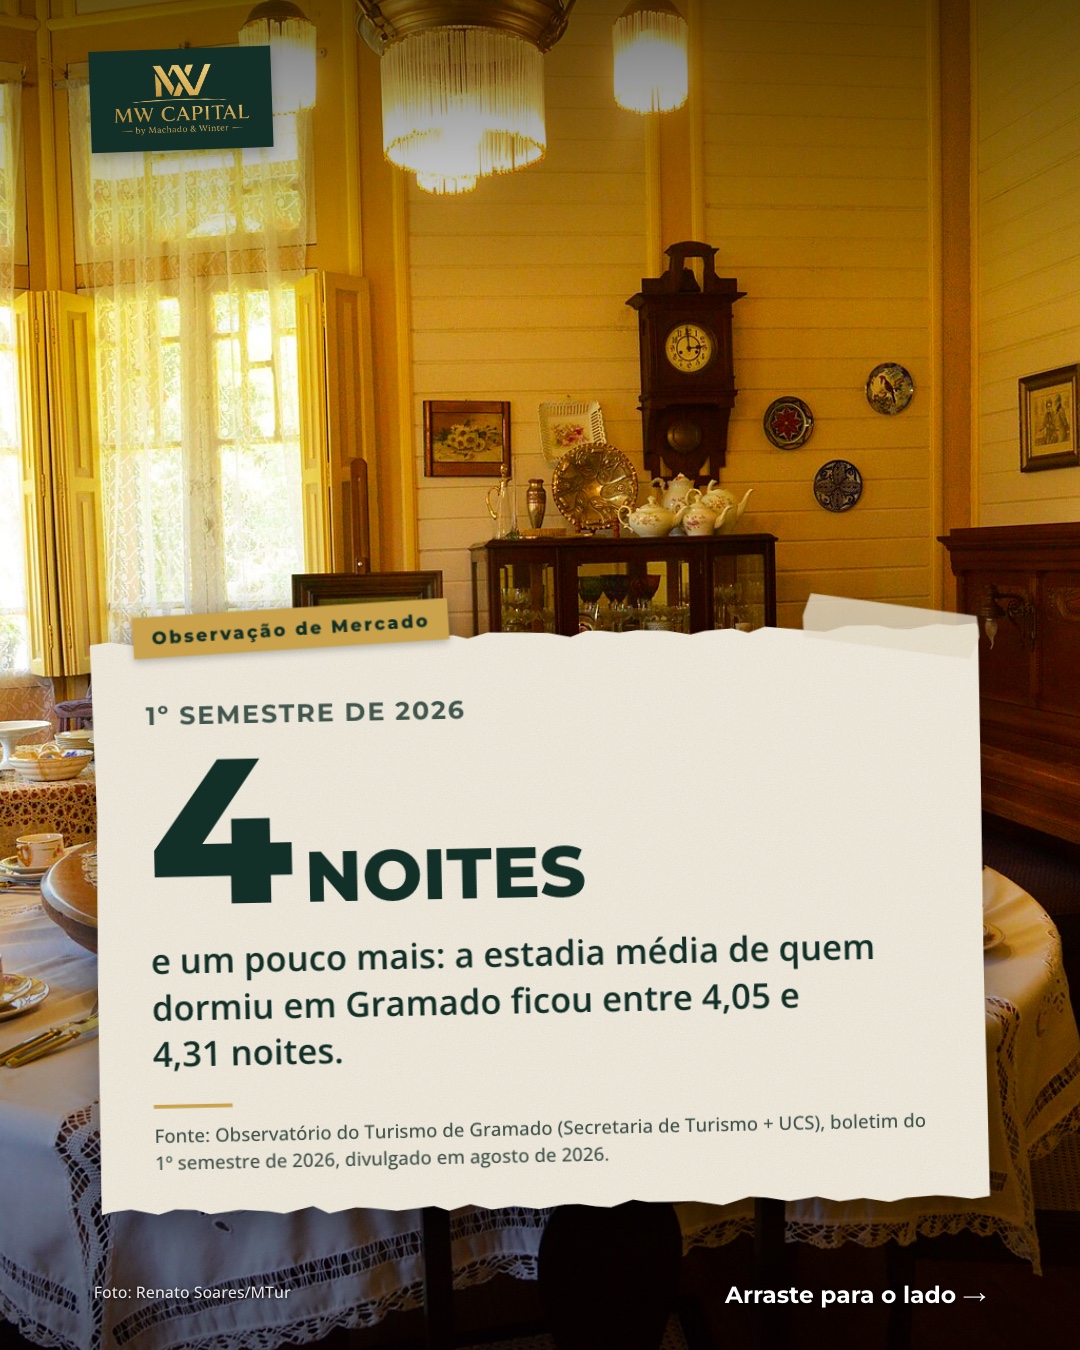 MW CAPITAL
by Machado & Winter
Observação de Mercado
1º SEMESTRE DE 2026
4 NOITES
e um pouco mais: a estadia média de quem
dormiu em Gramado ficou entre 4,05 e
4,31 noites.
Fonte: Observatório do Turismo de Gramado (Secretaria de Turismo + UCS), boletim do
1º semestre de 2026, divulgado em agosto de 2026.
Foto: Renato Soares/MTur
Arraste para o lado →